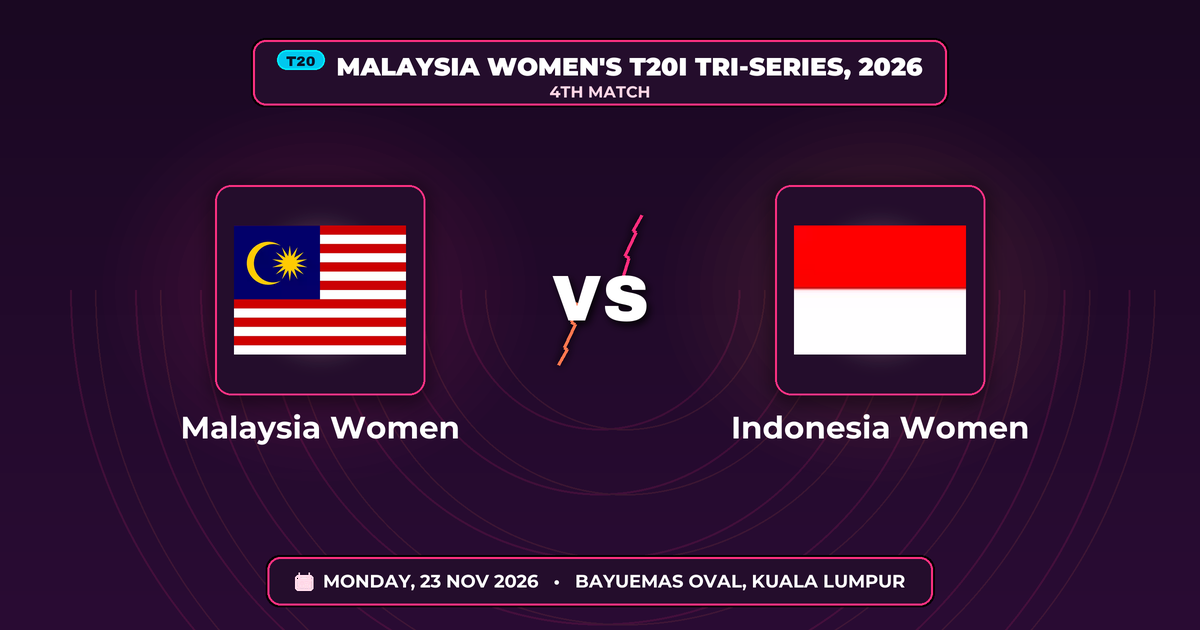 T20 MALAYSIA WOMEN'S T20I TRI-SERIES, 2026
4TH MATCH
VS
Malaysia Women
Indonesia Women
MONDAY, 23 NOV 2026 • BAYUEMAS OVAL, KUALA LUMPUR